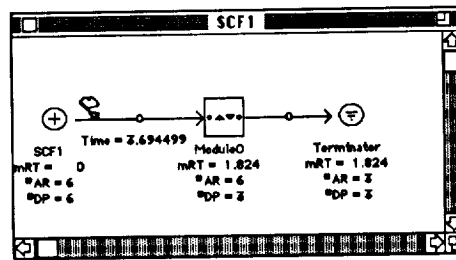 SCF1
Time = 3.694499
SCF1
mRT = 0
#AR = 6
#DP = 6
Module0
mRT = 1.824
#AR = 6
#DP = 3
Terminator
mRT = 1.824
#AR = 3
#DP = 3